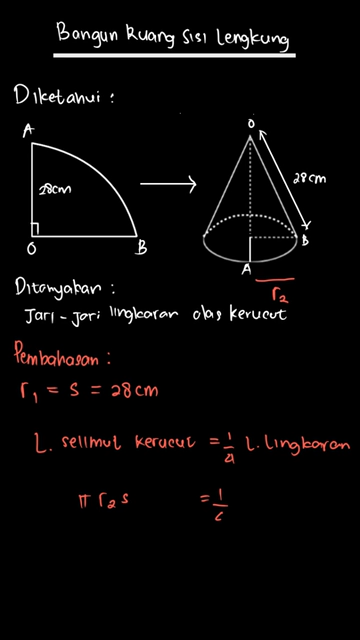 Bangun Ruang Sisi Lengkung
Diketahui :
A
28cm
O
B
O
28cm
B
A
r₂
Ditanyakan :
Jari-jari lingkaran alas kerucut
Pembahasan :
r₁ = s = 28cm
L. selimut kerucut = 1/4 L. lingkaran
π r₂ s = 1/